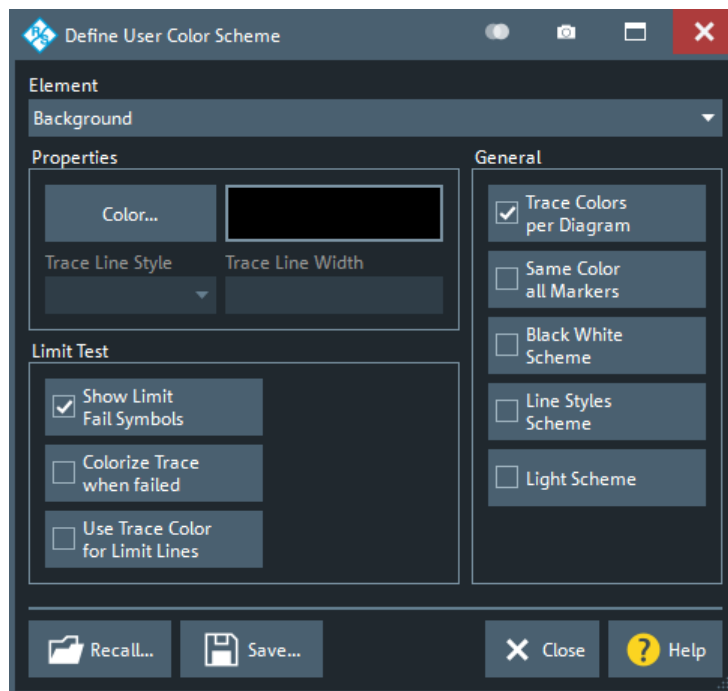 R&S
Define User Color Scheme
Element
Background
Properties
Color...
Trace Line Style
Trace Line Width
General
Trace Colors
per Diagram
Same Color
all Markers
Black White
Scheme
Line Styles
Scheme
Light Scheme
Limit Test
Show Limit
Fail Symbols
Colorize Trace
when failed
Use Trace Color
for Limit Lines
Recall...
Save...
Close
? Help